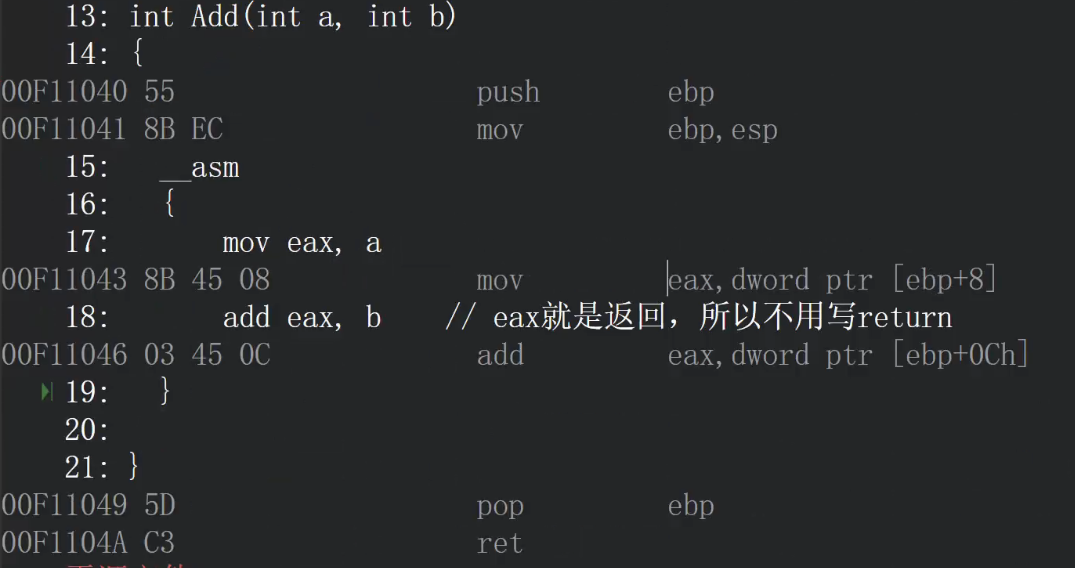 13: int Add(int a, int b)
14: {
00F11040 55 push ebp
00F11041 8B EC mov ebp,esp
15: __asm
16: {
17: mov eax, a
00F11043 8B 45 08 mov eax,dword ptr [ebp+8]
18: add eax, b // eax就是返回，所以不用写return
00F11046 03 45 0C add eax,dword ptr [ebp+0Ch]
19: }
20:
21: }
00F11049 5D pop ebp
00F1104A C3 ret